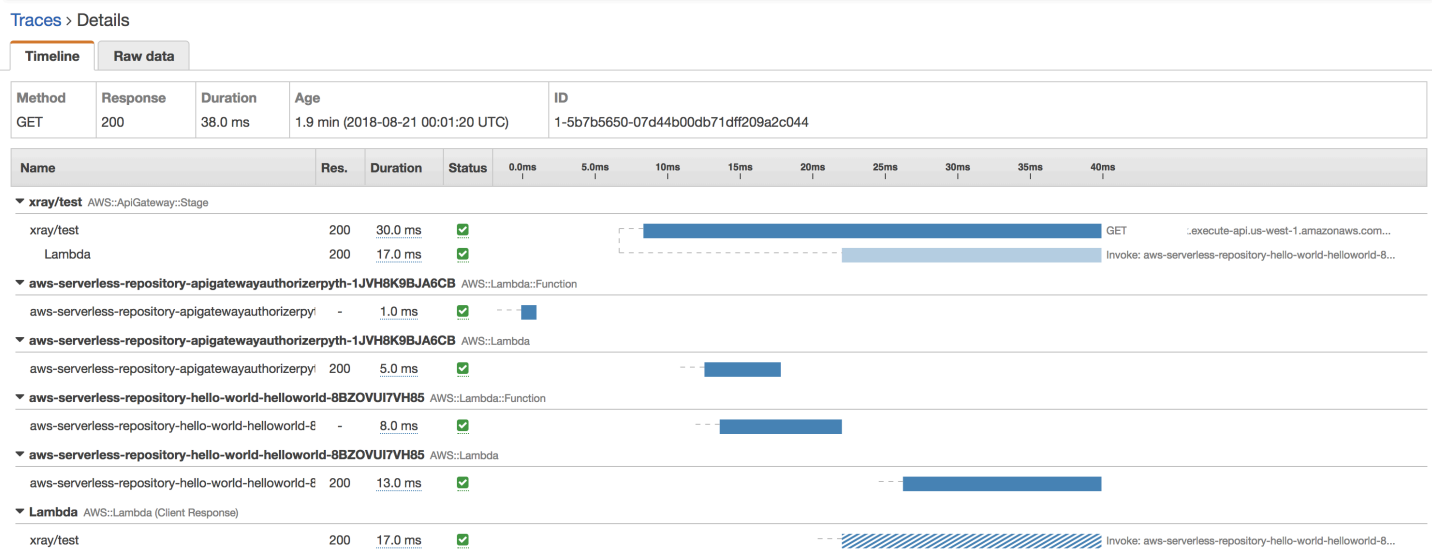 Traces > Details
Timeline Raw data
Method Response Duration Age ID
GET 200 38.0 ms 1.9 min (2018-08-21 00:01:20 UTC) 1-5b7b5650-07d44b00db71dff209a2c044
Name Res. Duration Status 0.0ms 5.0ms 10ms 15ms 20ms 25ms 30ms 35ms 40ms
xray/test AWS::ApiGateway::Stage
xray/test 200 30.0 ms GET :.execute-api.us-west-1.amazonaws.com...
Lambda 200 17.0 ms Invoke: aws-serverless-repository-hello-world-helloworld-8...
aws-serverless-repository-apigatewayauthorizerpyth-1JVH8K9BJA6CB AWS::Lambda::Function
aws-serverless-repository-apigatewayauthorizerpyt - 1.0 ms
aws-serverless-repository-apigatewayauthorizerpyth-1JVH8K9BJA6CB AWS::Lambda
aws-serverless-repository-apigatewayauthorizerpyt 200 5.0 ms
aws-serverless-repository-hello-world-helloworld-8BZOVUI7VH85 AWS::Lambda::Function
aws-serverless-repository-hello-world-helloworld-8 - 8.0 ms
aws-serverless-repository-hello-world-helloworld-8BZOVUI7VH85 AWS::Lambda
aws-serverless-repository-hello-world-helloworld-8 200 13.0 ms
Lambda AWS::Lambda (Client Response)
xray/test 200 17.0 ms Invoke: aws-serverless-repository-hello-world-helloworld-8...